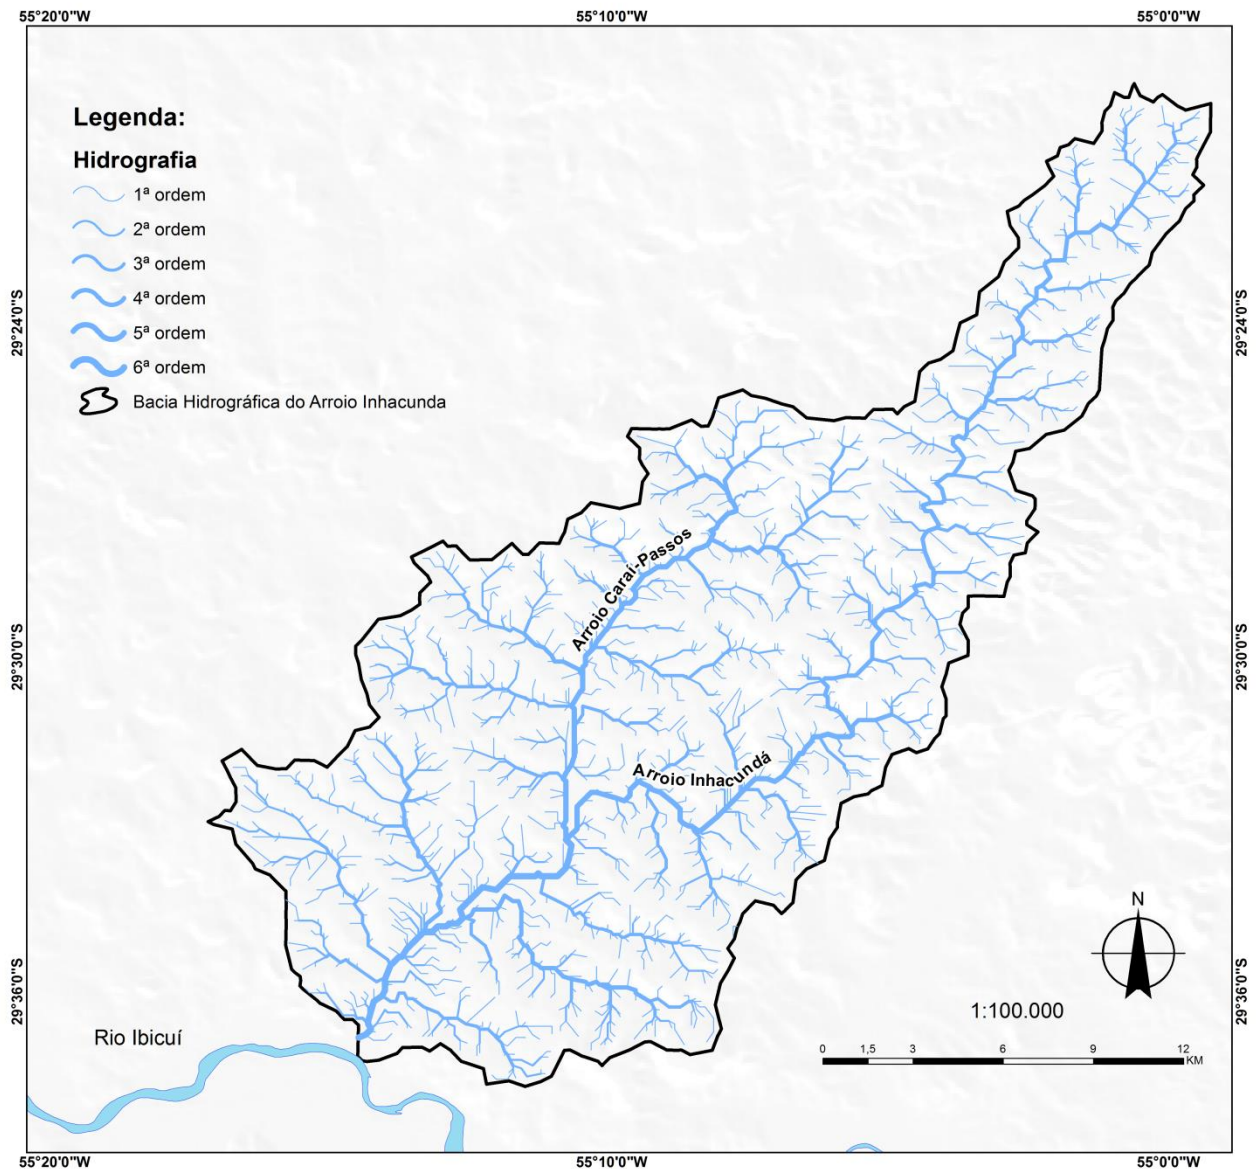 55°20'0"W
55°10'0"W
55°0'0"W
Legenda:
Hidrografia
1ª ordem
2ª ordem
3ª ordem
4ª ordem
5ª ordem
6ª ordem
Bacia Hidrográfica do Arroio Inhacunda
29°24'0"S
29°24'0"S
Arroio Caraí-Passos
29°30'0"S
29°30'0"S
Arroio Inhacundá
N
29°36'0"S
29°36'0"S
1:100.000
Rio Ibicuí
0 1,5 3 6 9 12
KM
55°20'0"W
55°10'0"W
55°0'0"W